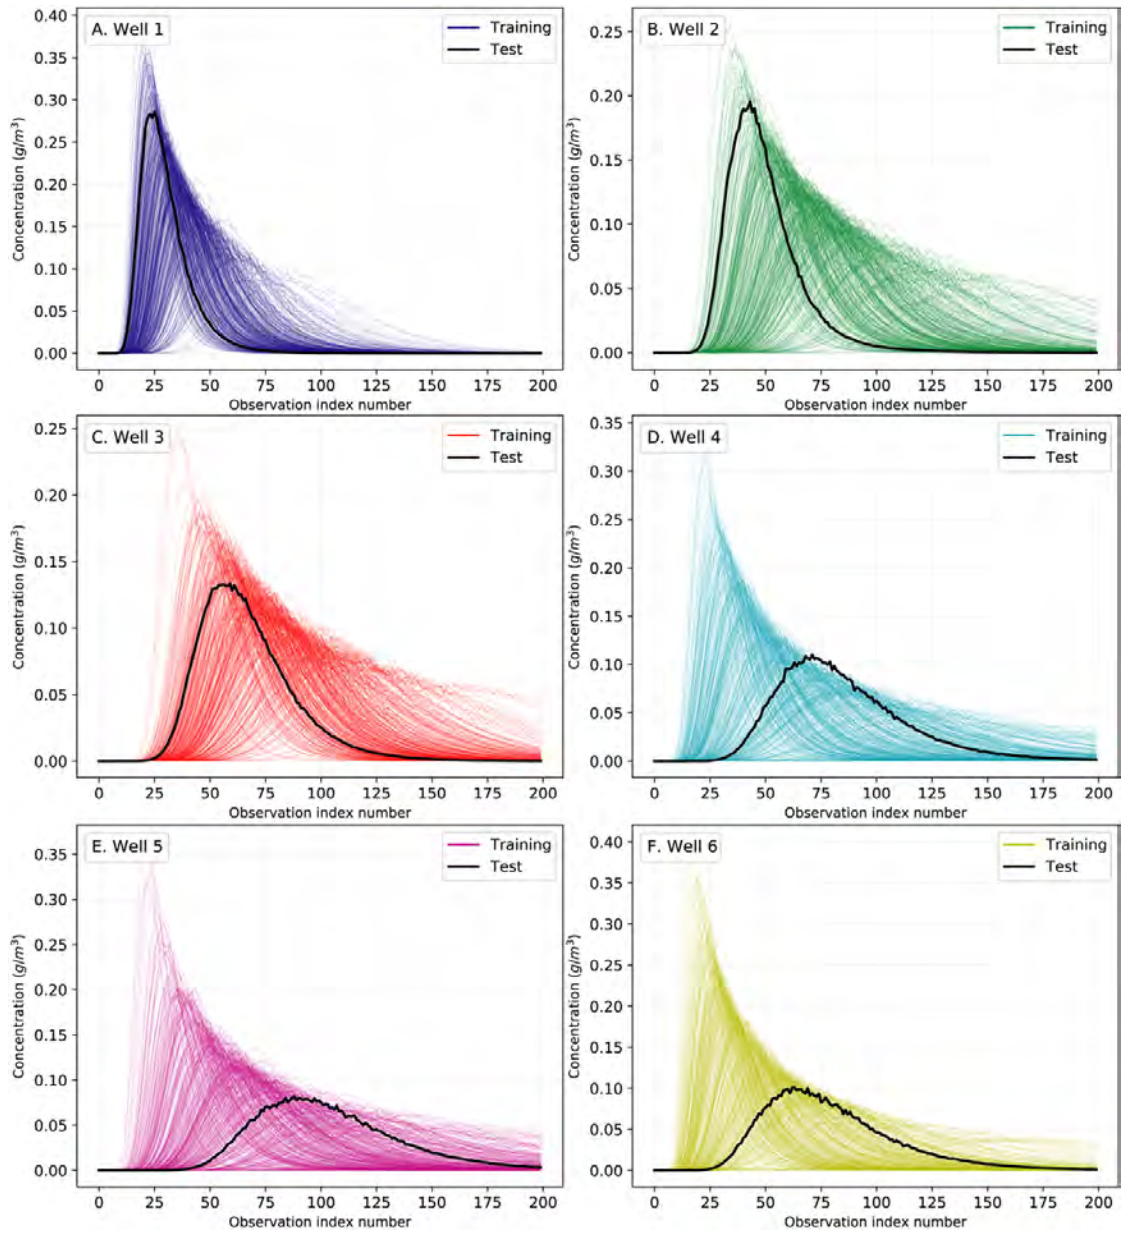 A. Well 1
Training
Test
Concentration (g/m³)
0.40
0.35
0.30
0.25
0.20
0.15
0.10
0.05
0.00
0 25 50 75 100 125 150 175 200
Observation index number
B. Well 2
Training
Test
Concentration (g/m³)
0.25
0.20
0.15
0.10
0.05
0.00
0 25 50 75 100 125 150 175 200
Observation index number
C. Well 3
Training
Test
Concentration (g/m³)
0.25
0.20
0.15
0.10
0.05
0.00
0 25 50 75 100 125 150 175 200
Observation index number
D. Well 4
Training
Test
Concentration (g/m³)
0.35
0.30
0.25
0.20
0.15
0.10
0.05
0.00
0 25 50 75 100 125 150 175 200
Observation index number
E. Well 5
Training
Test
Concentration (g/m³)
0.35
0.30
0.25
0.20
0.15
0.10
0.05
0.00
0 25 50 75 100 125 150 175 200
Observation index number
F. Well 6
Training
Test
Concentration (g/m³)
0.40
0.35
0.30
0.25
0.20
0.15
0.10
0.05
0.00
0 25 50 75 100 125 150 175 200
Observation index number